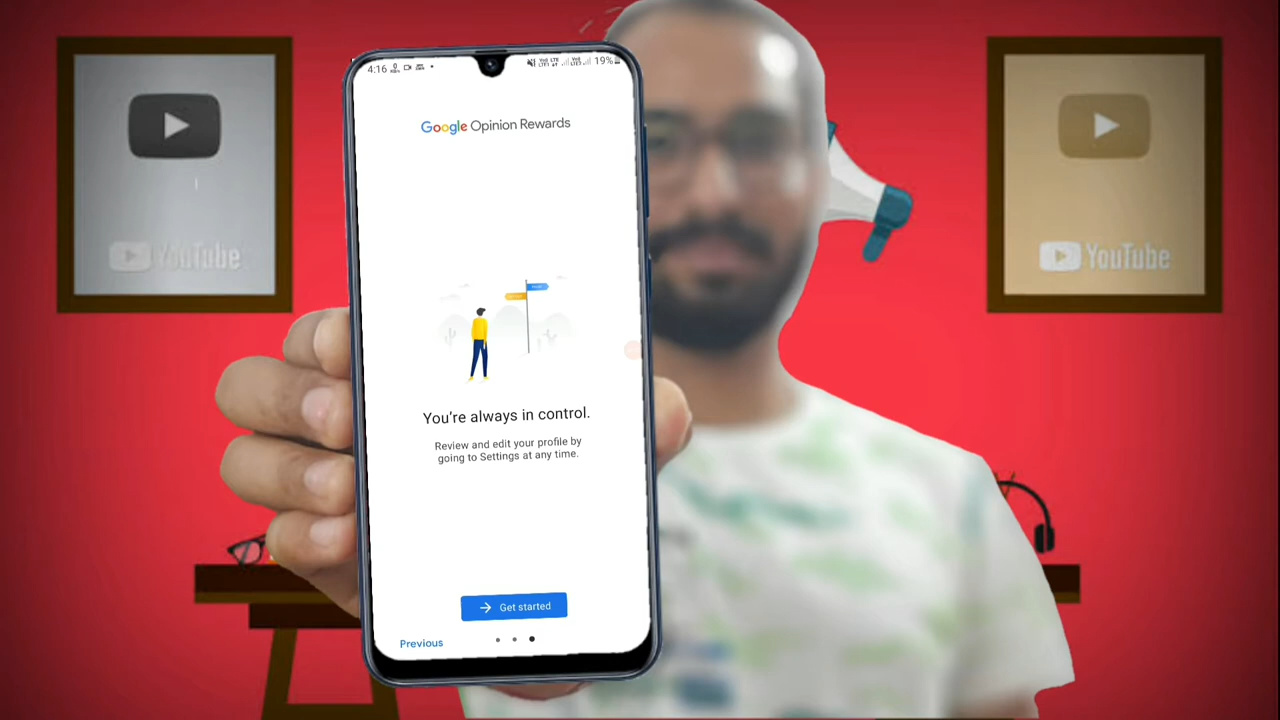 4:16
19%
Google Opinion Rewards
You're always in control.
Review and edit your profile by
going to Settings at any time.
Get started
Previous
YouTube
YouTube